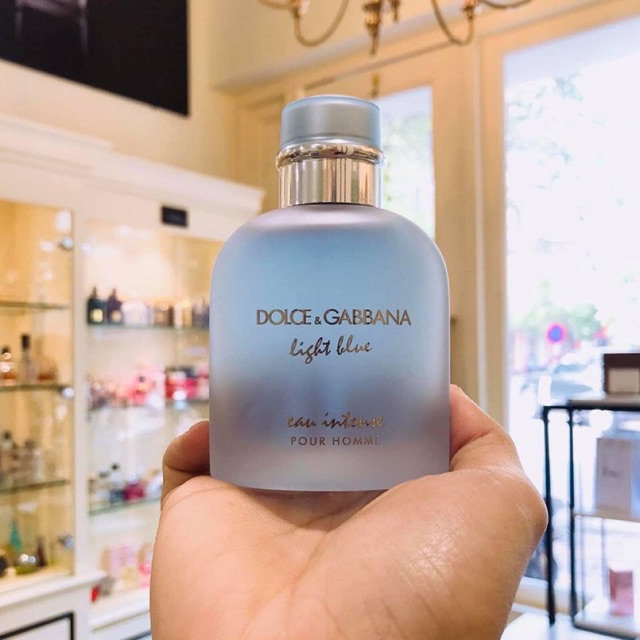 DOLCE & GABBANA
light blue
eau intense
POUR HOMME